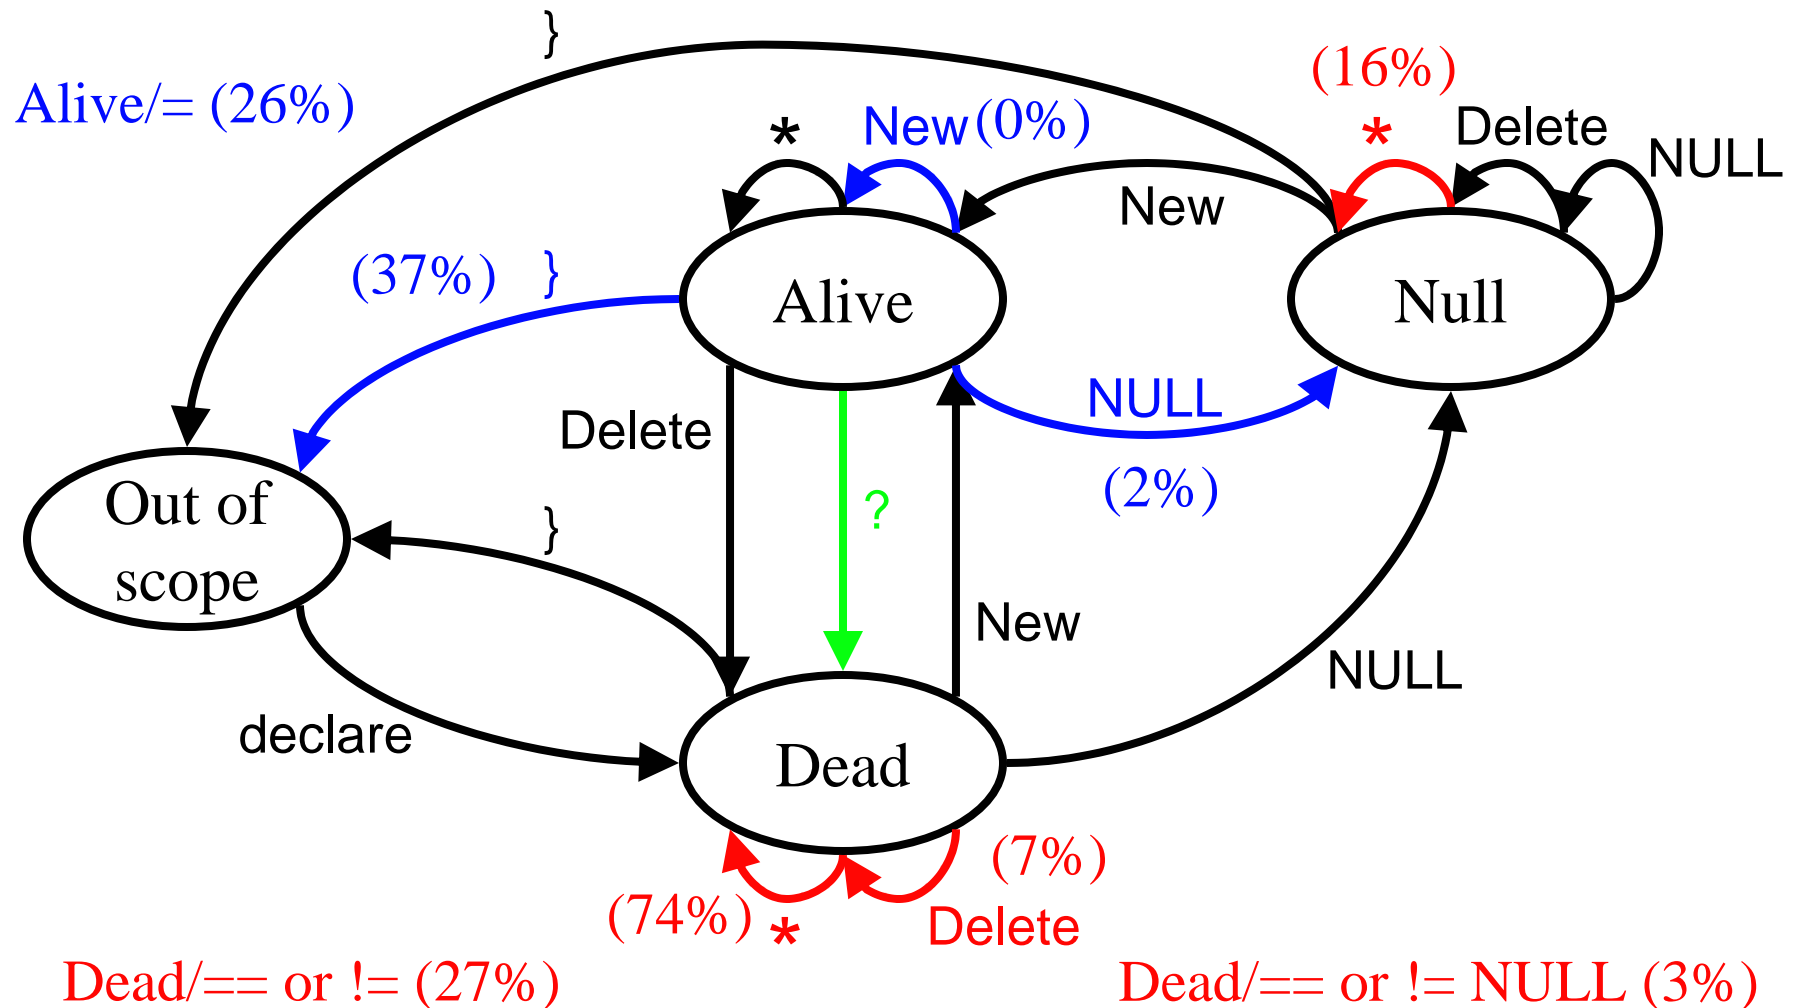 }
Alive/= (26%)
(16%)
*
New (0%)
*
Delete
NULL
New
(37%) }
Alive
Null
NULL
Delete
(2%)
Out of
scope
?
}
New
NULL
declare
Dead
(7%)
(74%)
*
Delete
Dead/== or != (27%)
Dead/== or != NULL (3%)